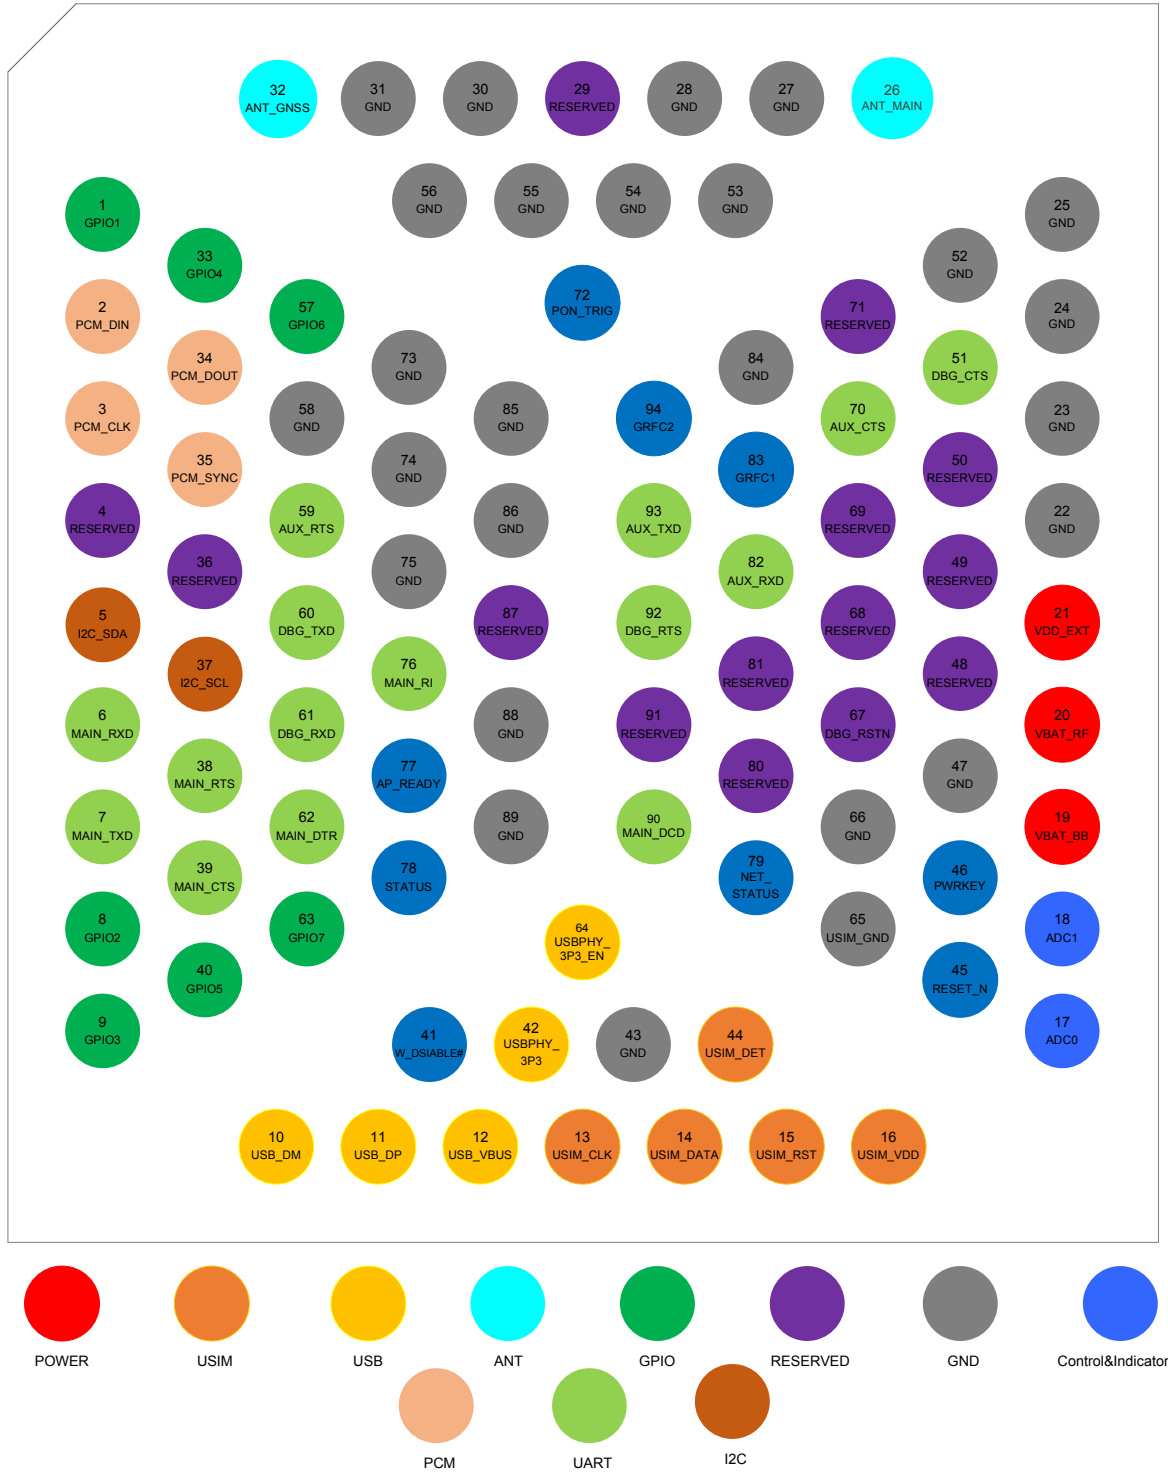 32
ANT_GNSS
31
GND
30
GND
29
RESERVED
28
GND
27
GND
26
ANT_MAIN
56
GND
55
GND
54
GND
53
GND
1
GPIO1
25
GND
33
GPIO4
52
GND
72
PON_TRIG
2
PCM_DIN
57
GPIO6
71
RESERVED
24
GND
34
PCM_DOUT
73
GND
84
GND
51
DBG_CTS
3
PCM_CLK
58
GND
85
GND
94
GRFC2
70
AUX_CTS
23
GND
35
PCM_SYNC
74
GND
83
GRFC1
50
RESERVED
4
RESERVED
59
AUX_RTS
86
GND
93
AUX_TXD
69
RESERVED
22
GND
36
RESERVED
75
GND
82
AUX_RXD
49
RESERVED
5
I2C_SDA
60
DBG_TXD
87
RESERVED
92
DBG_RTS
68
RESERVED
21
VDD_EXT
37
I2C_SCL
76
MAIN_RI
81
RESERVED
48
RESERVED
6
MAIN_RXD
61
DBG_RXD
88
GND
91
RESERVED
67
DBG_RSTN
20
VBAT_RF
38
MAIN_RTS
77
AP_READY
80
RESERVED
47
GND
7
MAIN_TXD
62
MAIN_DTR
89
GND
90
MAIN_DCD
66
GND
19
VBAT_BB
39
MAIN_CTS
78
STATUS
79
NET_
STATUS
46
PWRKEY
8
GPIO2
63
GPIO7
64
USBPHY_
3P3_EN
65
USIM_GND
18
ADC1
40
GPIO5
45
RESET_N
9
GPIO3
41
W_DSIABLE#
42
USBPHY_
3P3
43
GND
44
USIM_DET
17
ADC0
10
USB_DM
11
USB_DP
12
USB_VBUS
13
USIM_CLK
14
USIM_DATA
15
USIM_RST
16
USIM_VDD
POWER
USIM
USB
ANT
GPIO
RESERVED
GND
Control&Indicator
PCM
UART
I2C